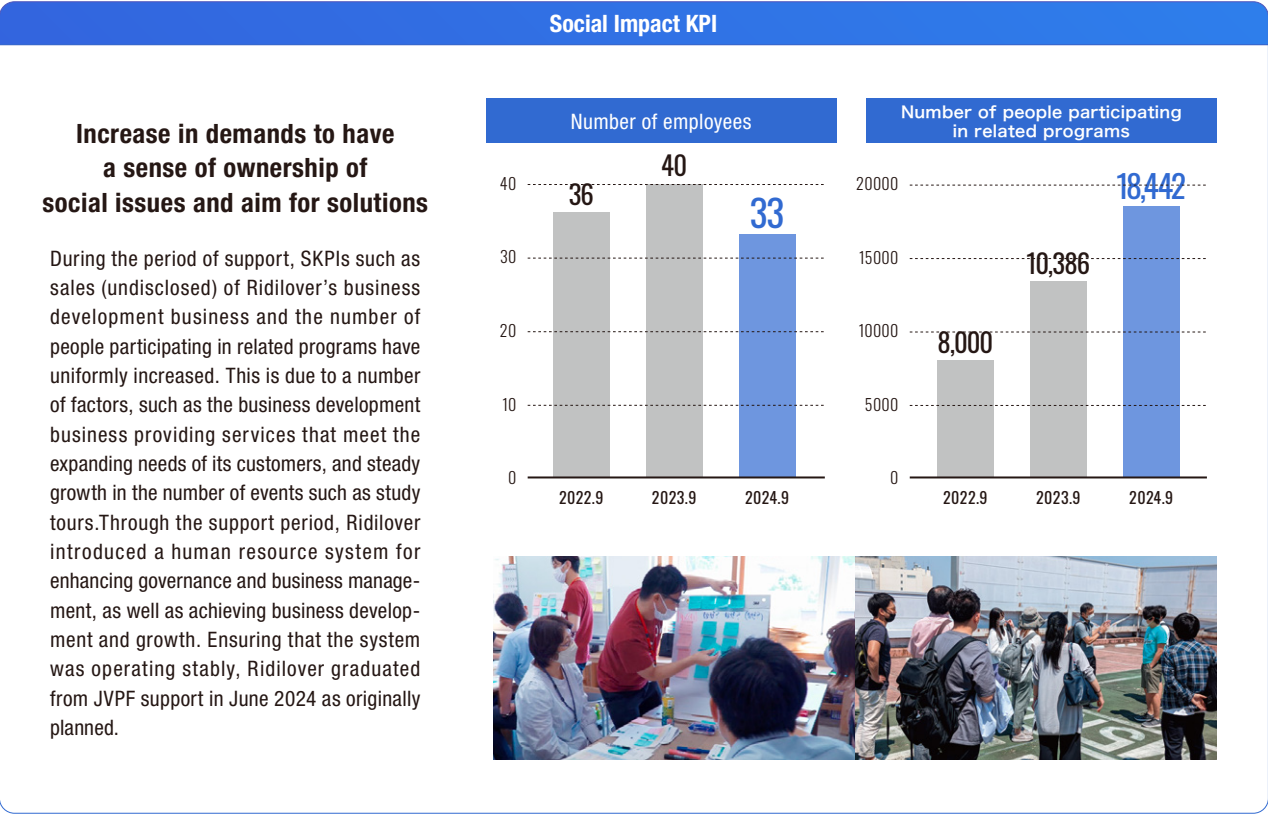 Social Impact KPI
Increase in demands to have
a sense of ownership of
social issues and aim for solutions
During the period of support, SKPIs such as
sales (undisclosed) of Ridilover's business
development business and the number of
people participating in related programs have
uniformly increased. This is due to a number
of factors, such as the business development
business providing services that meet the
expanding needs of its customers, and steady
growth in the number of events such as study
tours.Through the support period, Ridilover
introduced a human resource system for
enhancing governance and business manage-
ment, as well as achieving business develop-
ment and growth. Ensuring that the system
was operating stably, Ridilover graduated
from JVPF support in June 2024 as originally
planned.
Number of employees
40
30
20
10
0
36
40
33
2022.9
2023.9
2024.9
Number of people participating
in related programs
20000
15000
10000
5000
0
8,000
10,386
18,442
2022.9
2023.9
2024.9